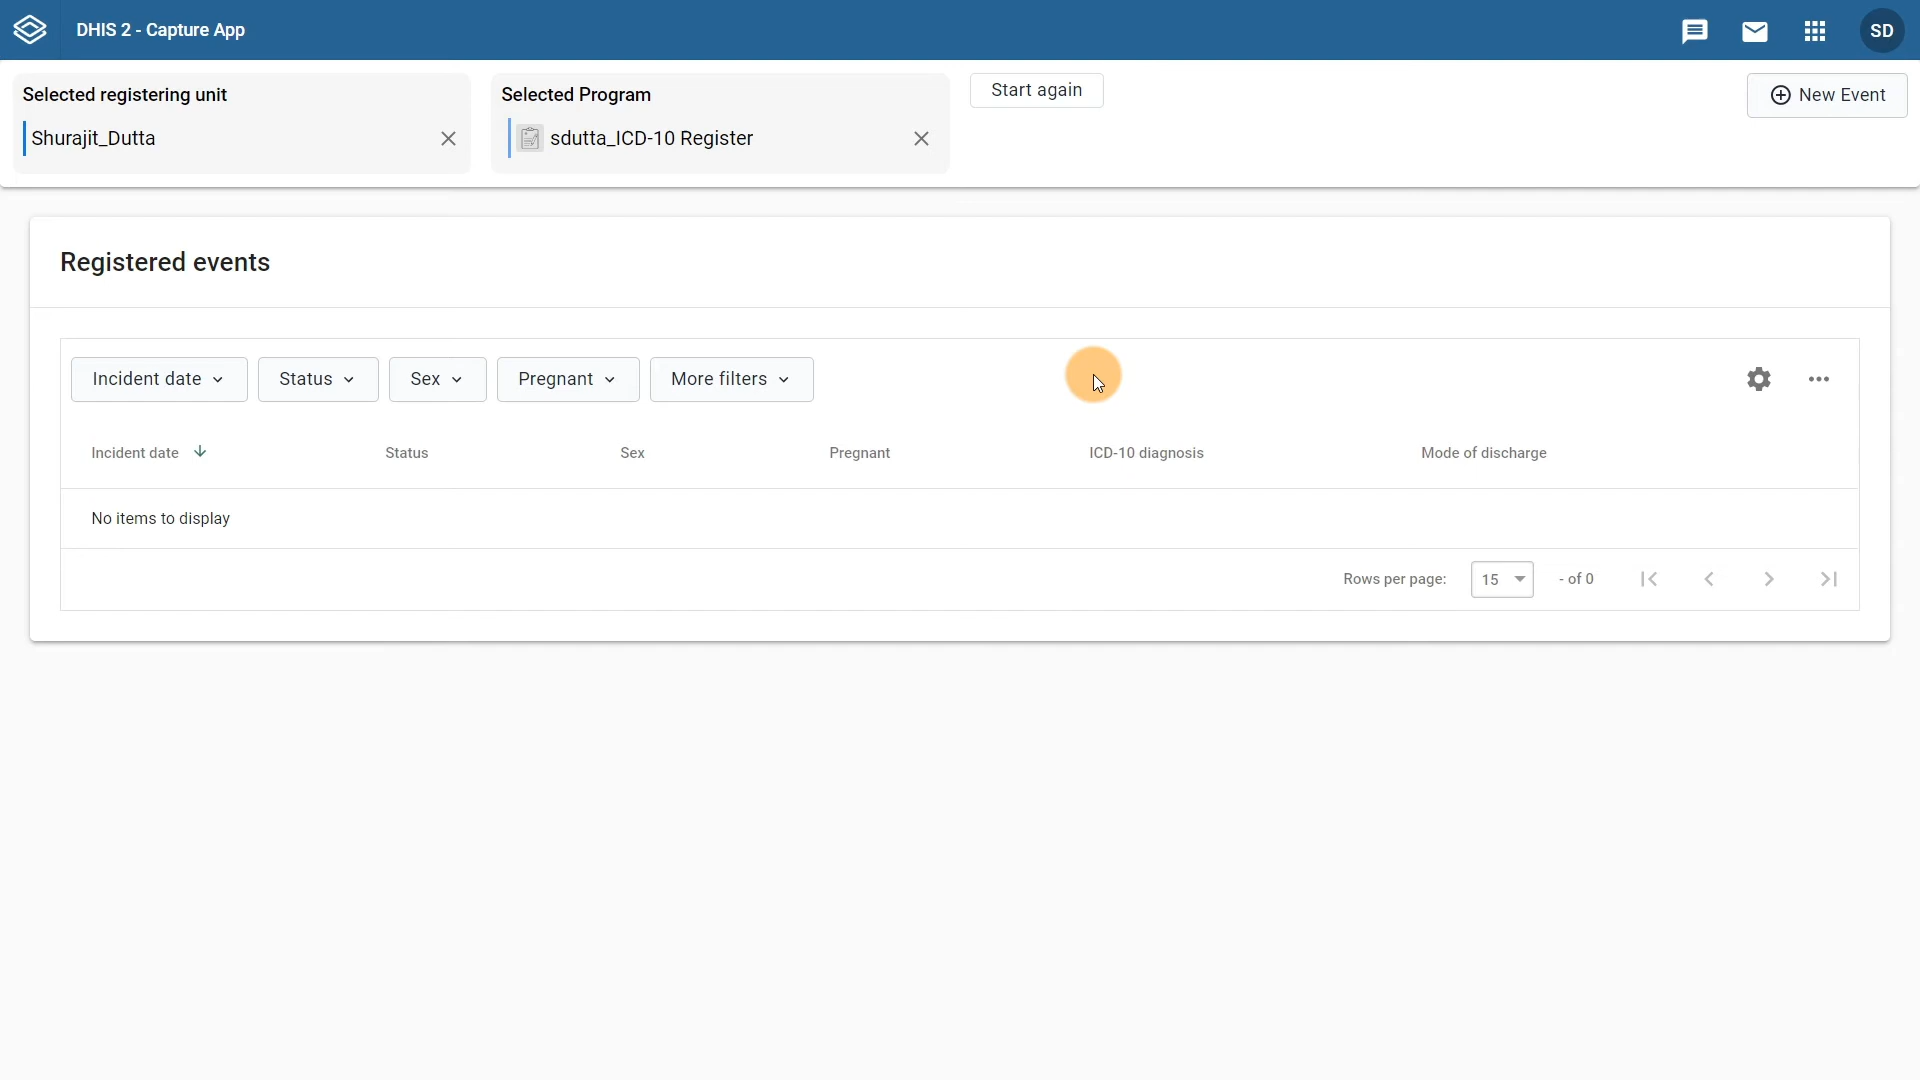 DHIS 2 - Capture App
SD
Selected registering unit
Shurajit_Dutta
Selected Program
sdutta_ICD-10 Register
Start again
New Event
Registered events
Incident date
Status
Sex
Pregnant
More filters
Incident date Status Sex Pregnant ICD-10 diagnosis Mode of discharge
No items to display
Rows per page: 15 - of 0